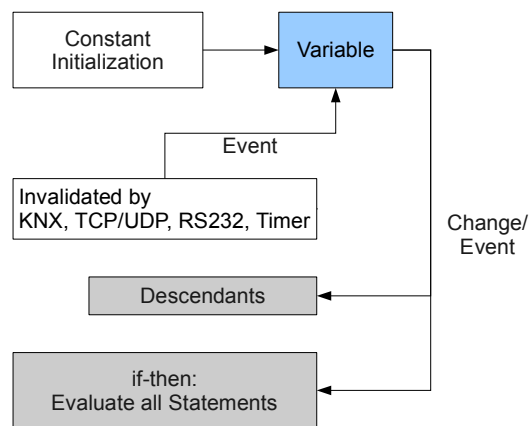 Constant
Initialization
Variable
Event
Invalidated by
KNX, TCP/UDP, RS232, Timer
Change/
Event
Descendants
if-then:
Evaluate all Statements